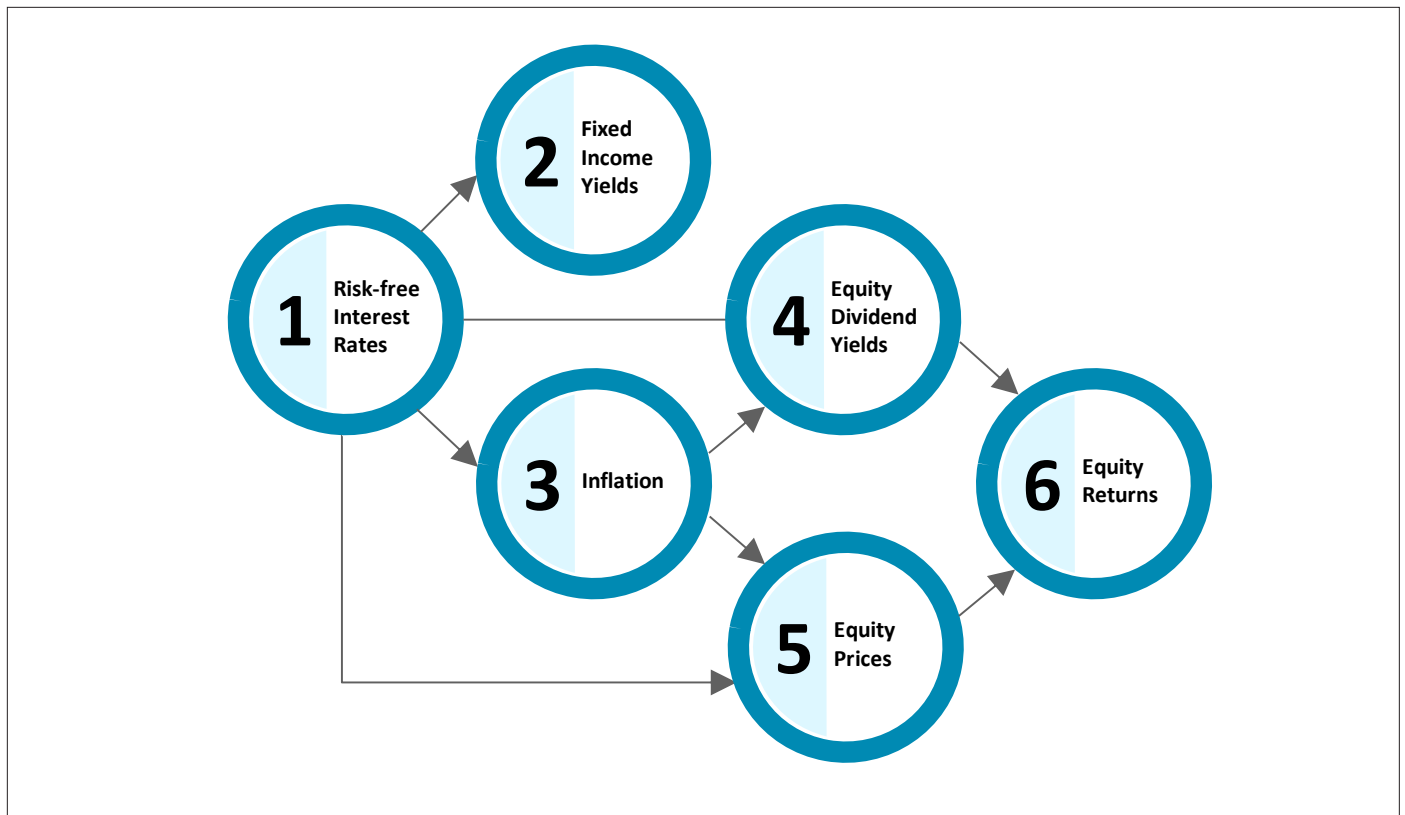 1
Risk-free
Interest
Rates
2
Fixed
Income
Yields
3
Inflation
4
Equity
Dividend
Yields
5
Equity
Prices
6
Equity
Returns